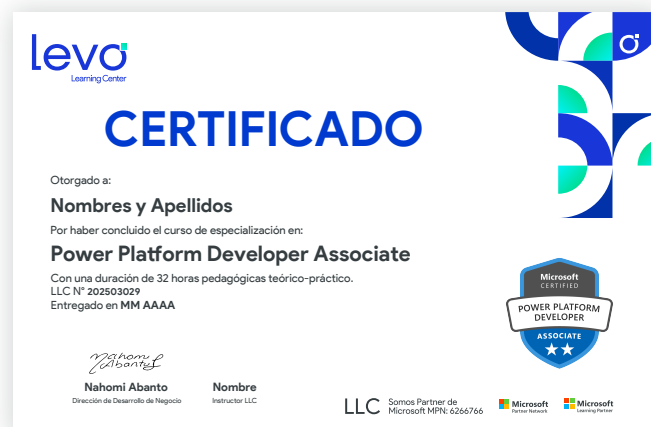 levo
Learning Center
CERTIFICADO
Otorgado a:
Nombres y Apellidos
Por haber concluido el curso de especialización en:
Power Platform Developer Associate
Con una duración de 32 horas pedagógicas teórico-práctico.
LLC N° 202503029
Entregado en MM AAAA
Microsoft
CERTIFIED
POWER PLATFORM
DEVELOPER
ASSOCIATE
Nahomi
Abanto
Nahomi Abanto
Dirección de Desarrollo de Negocio
Nombre
Instructor LLC
LLC
Somos Partner de
Microsoft MPN: 6266766
Microsoft
Partner Network
Microsoft
Learning Partner